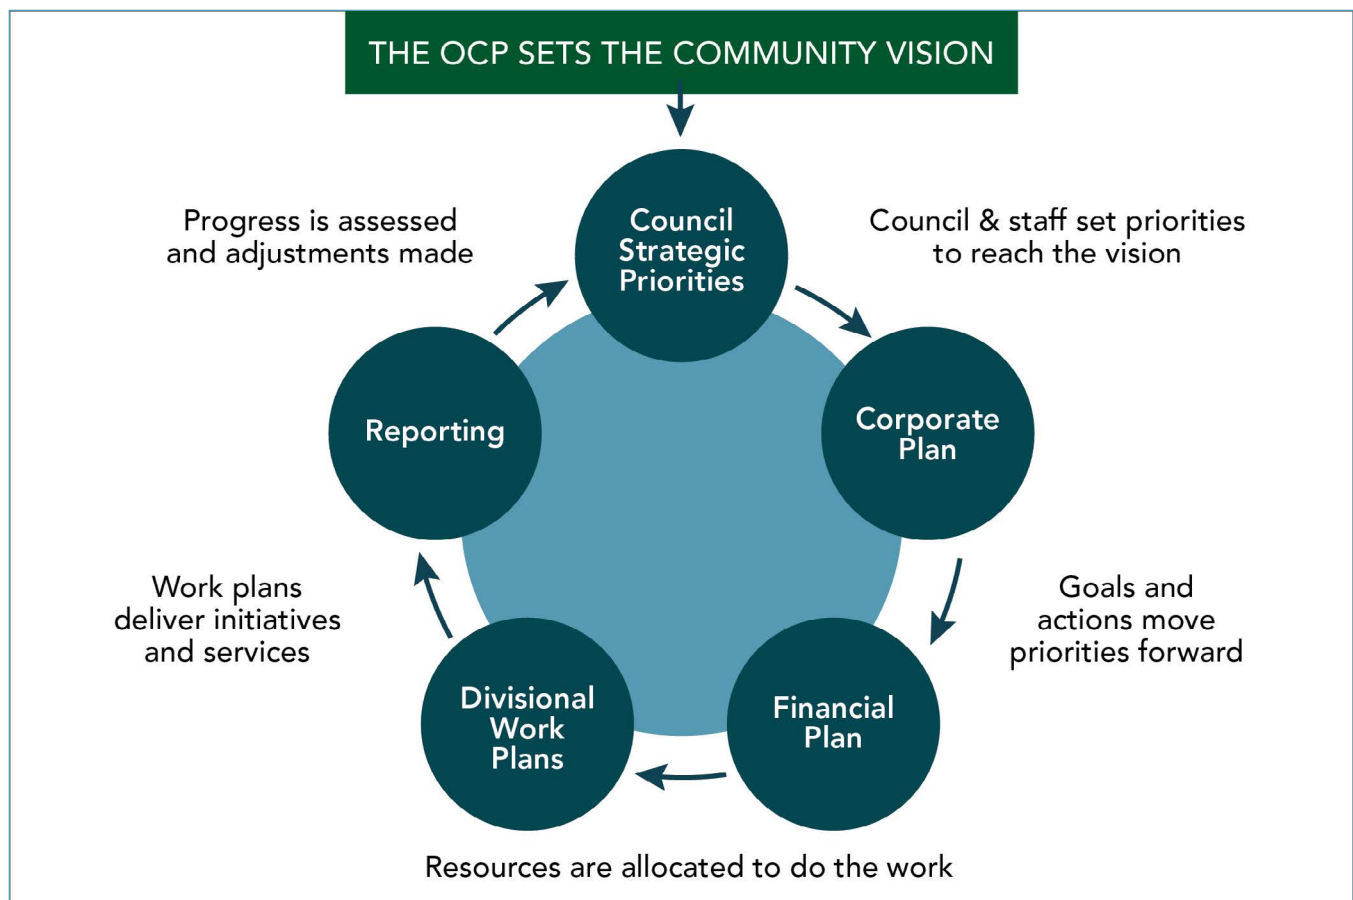 THE OCP SETS THE COMMUNITY VISION
Council
Strategic
Priorities
Council & staff set priorities
to reach the vision
Corporate
Plan
Goals and
actions move
priorities forward
Financial
Plan
Resources are allocated to do the work
Divisional
Work
Plans
Work plans
deliver initiatives
and services
Reporting
Progress is assessed
and adjustments made